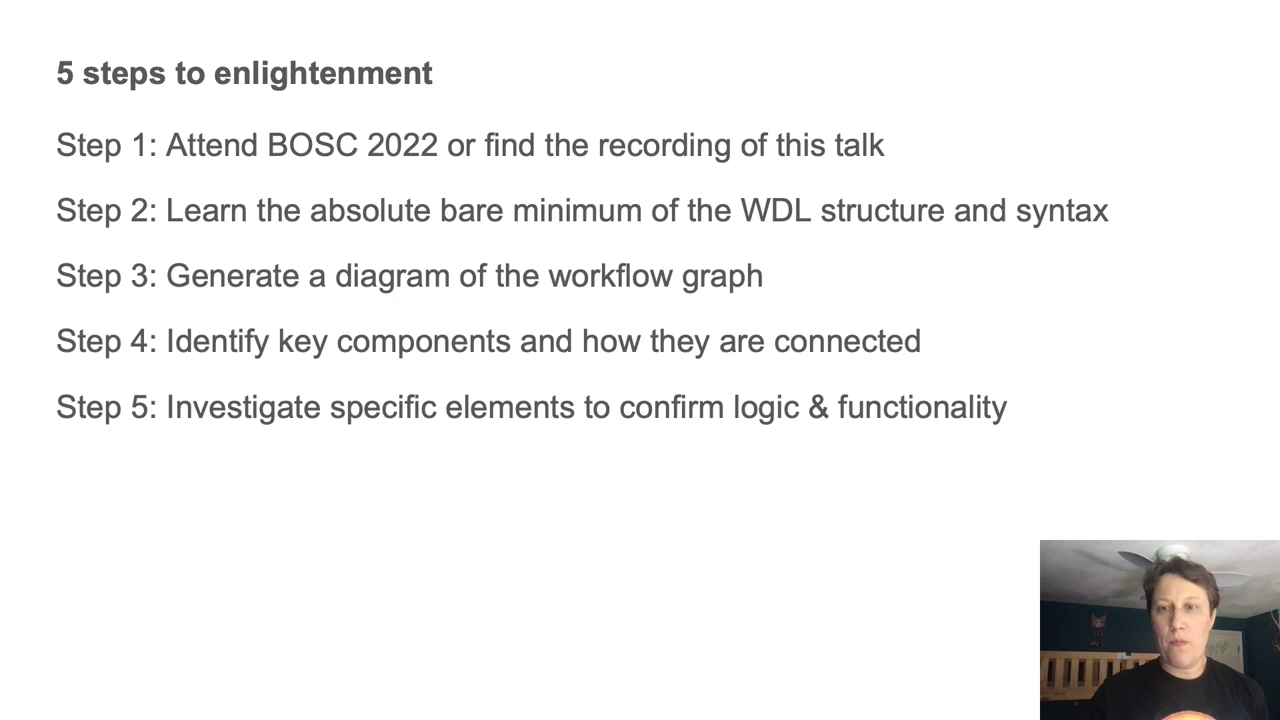 5 steps to enlightenment
Step 1: Attend BOSC 2022 or find the recording of this talk
Step 2: Learn the absolute bare minimum of the WDL structure and syntax
Step 3: Generate a diagram of the workflow graph
Step 4: Identify key components and how they are connected
Step 5: Investigate specific elements to confirm logic & functionality